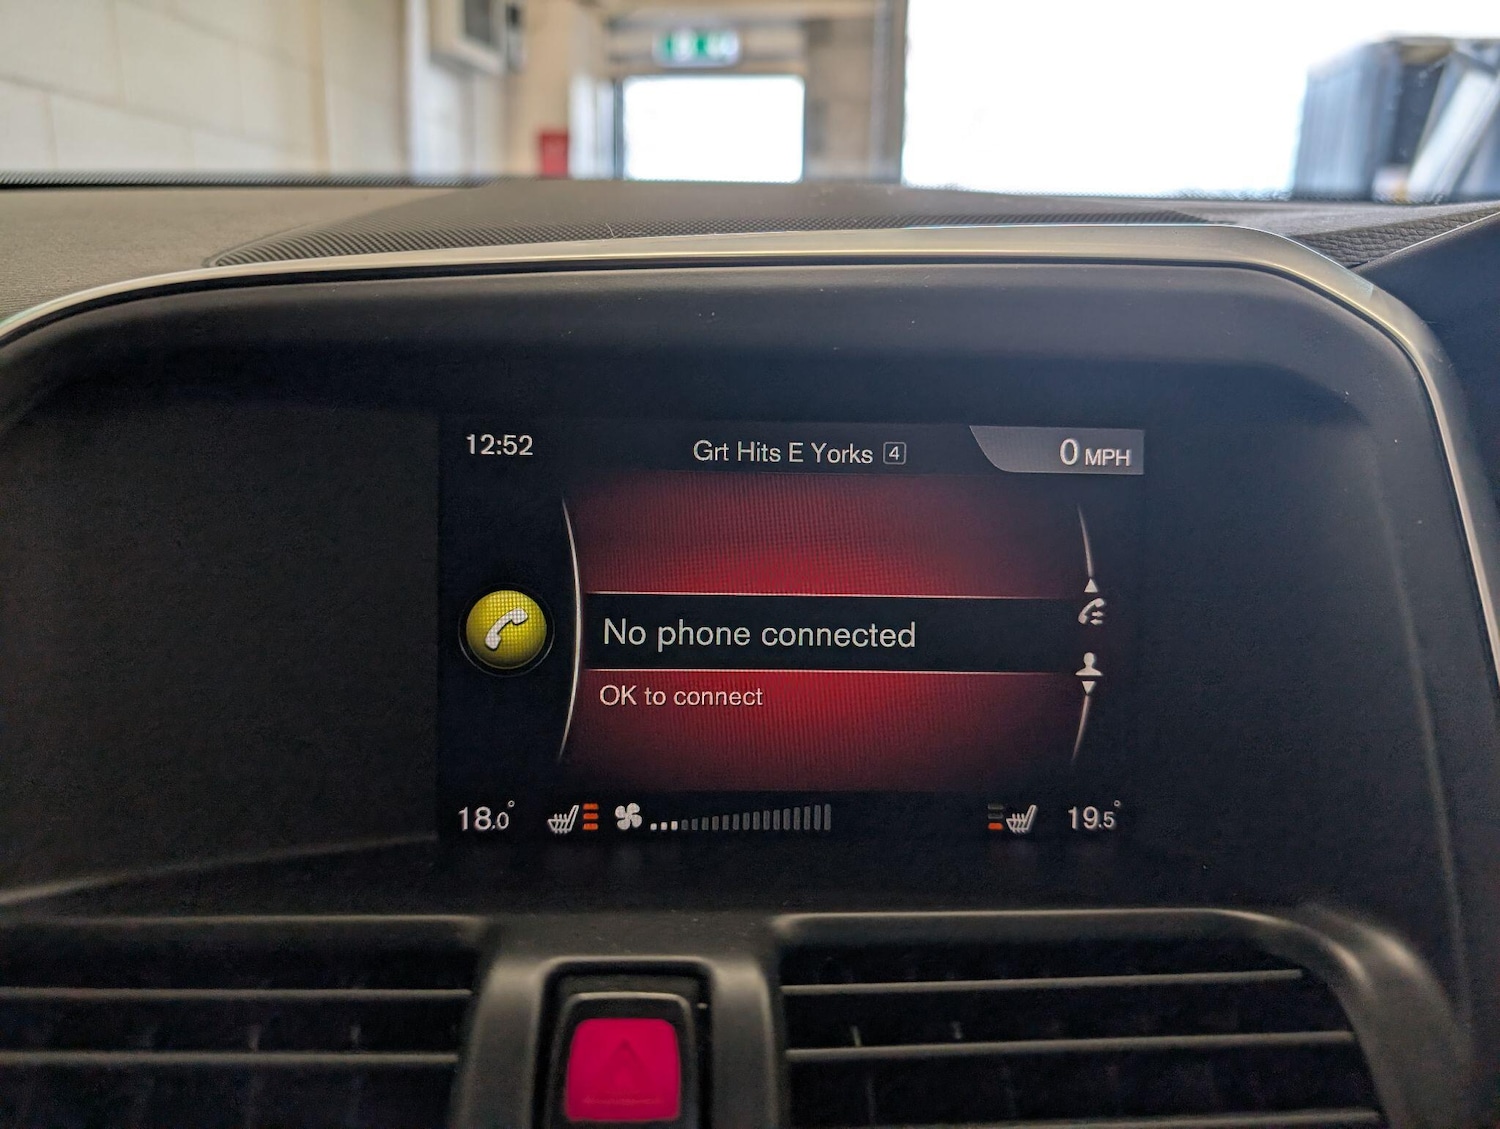 12:52
Grt Hits E Yorks 4
0 MPH
No phone connected
OK to connect
18.0°
19.5°